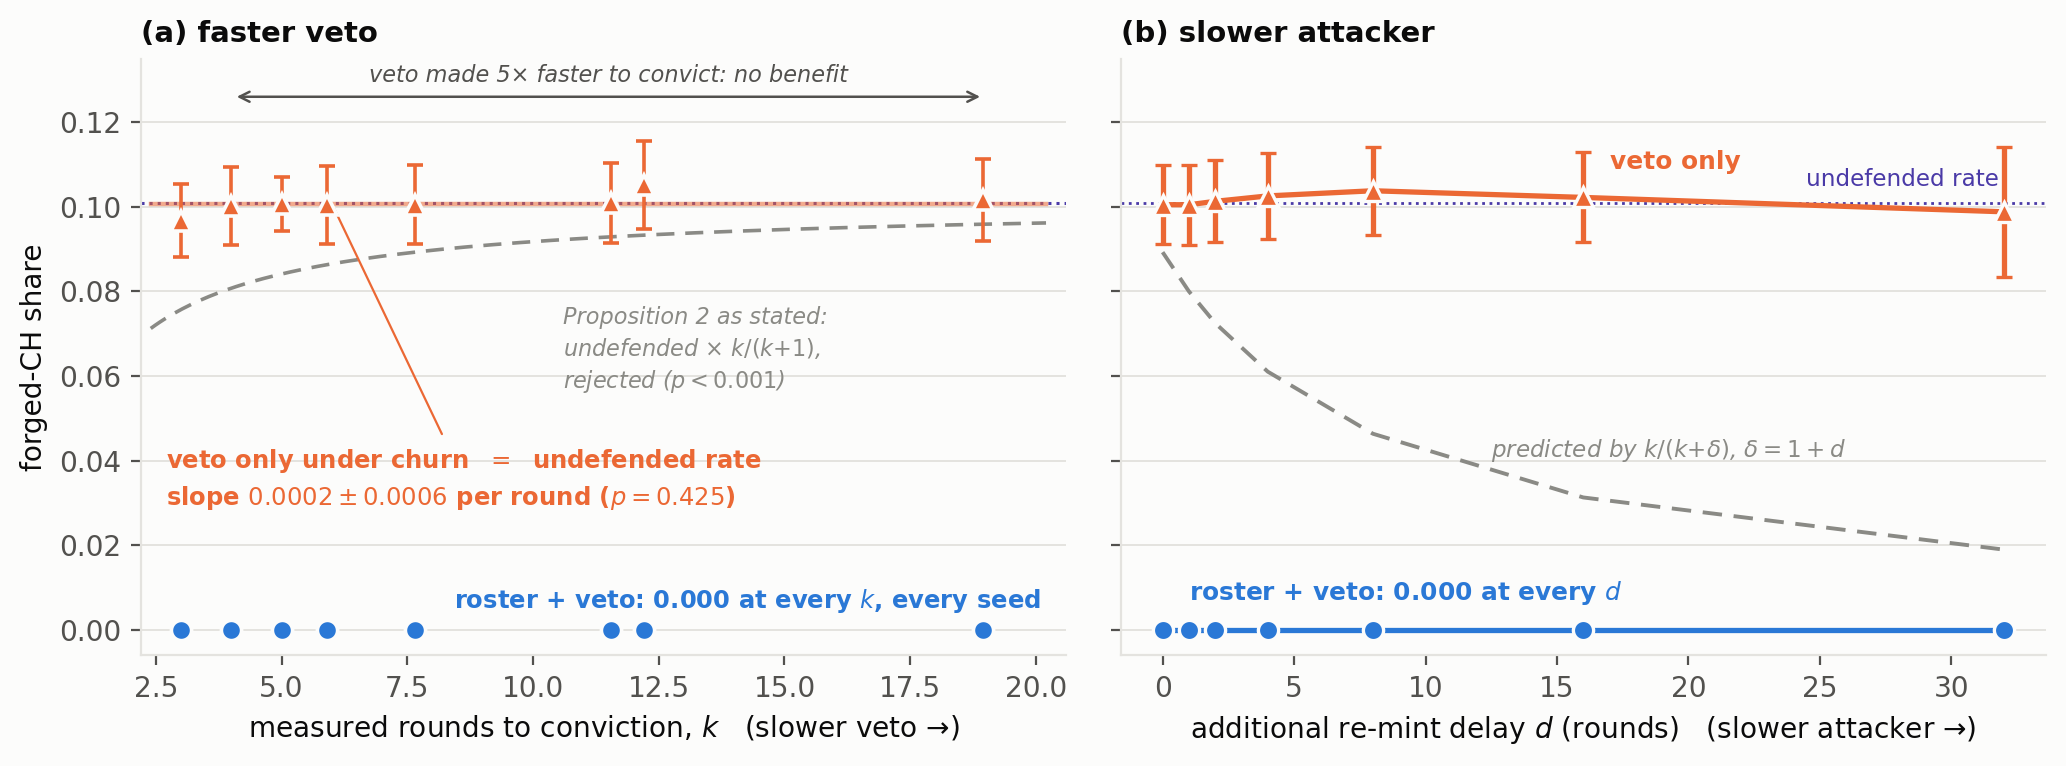 (a) faster veto
veto made 5× faster to convict: no benefit
forged-CH share
0.12
0.10
0.08
0.06
0.04
0.02
0.00
Proposition 2 as stated:
undefended × k/(k+1),
rejected (p < 0.001)
veto only under churn = undefended rate
slope 0.0002 ± 0.0006 per round (p = 0.425)
roster + veto: 0.000 at every k, every seed
2.5 5.0 7.5 10.0 12.5 15.0 17.5 20.0
measured rounds to conviction, k (slower veto →)
(b) slower attacker
veto only
undefended rate
predicted by k/(k+δ), δ = 1 + d
roster + veto: 0.000 at every d
0 5 10 15 20 25 30
additional re-mint delay d (rounds) (slower attacker →)